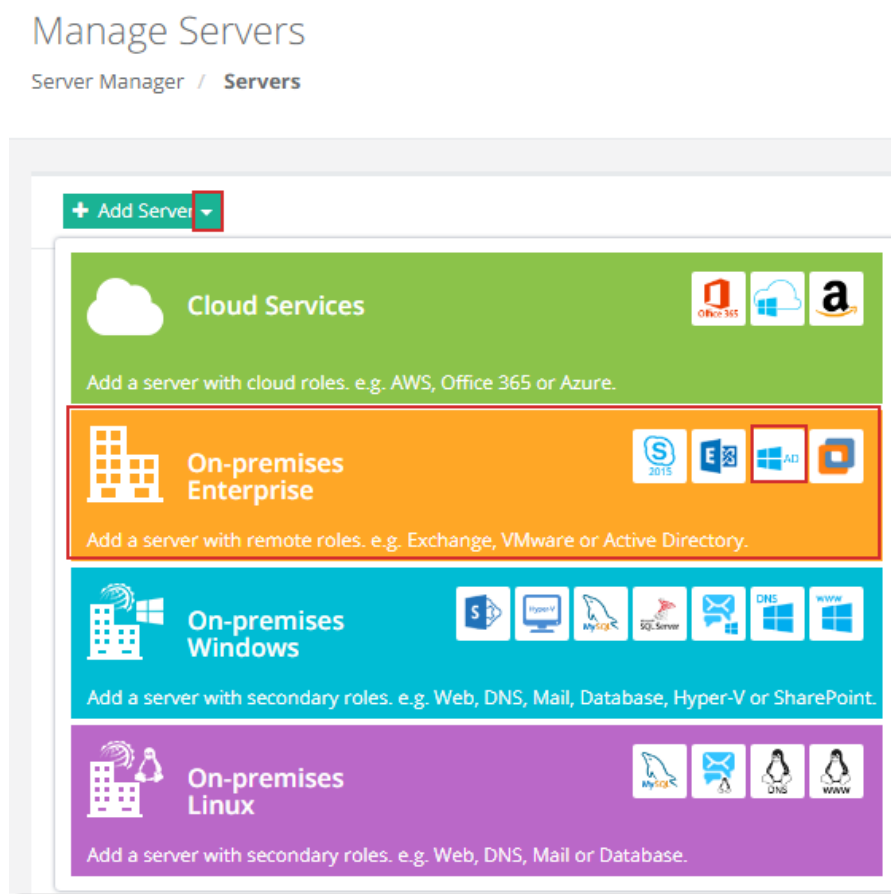 Manage Servers
Server Manager / Servers
+ Add Server
Cloud Services
Office 365
a
Add a server with cloud roles. e.g. AWS, Office 365 or Azure.
On-premises
Enterprise
S
2015
E
AD
Add a server with remote roles. e.g. Exchange, VMware or Active Directory.
On-premises
Windows
S
Hyper-V
MySQL
SQL Server
DNS
WWW
Add a server with secondary roles. e.g. Web, DNS, Mail, Database, Hyper-V or SharePoint.
On-premises
Linux
MySQL
DNS
WWW
Add a server with secondary roles. e.g. Web, DNS, Mail or Database.